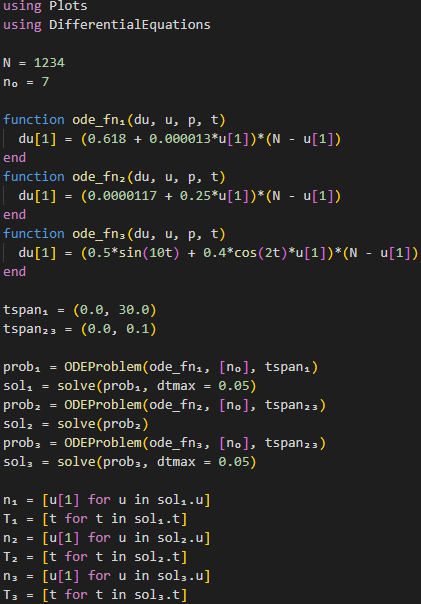 using Plots
using DifferentialEquations
N = 1234
n₀ = 7
function ode_fn₁(du, u, p, t)
du[1] = (0.618 + 0.000013*u[1])*(N - u[1])
end
function ode_fn₂(du, u, p, t)
du[1] = (0.0000117 + 0.25*u[1])*(N - u[1])
end
function ode_fn₃(du, u, p, t)
du[1] = (0.5*sin(10t) + 0.4*cos(2t)*u[1])*(N - u[1])
end
tspan₁ = (0.0, 30.0)
tspan₂₃ = (0.0, 0.1)
prob₁ = ODEProblem(ode_fn₁, [n₀], tspan₁)
sol₁ = solve(prob₁, dtmax = 0.05)
prob₂ = ODEProblem(ode_fn₂, [n₀], tspan₂₃)
sol₂ = solve(prob₂)
prob₃ = ODEProblem(ode_fn₃, [n₀], tspan₂₃)
sol₃ = solve(prob₃, dtmax = 0.05)
n₁ = [u[1] for u in sol₁.u]
T₁ = [t for t in sol₁.t]
n₂ = [u[1] for u in sol₂.u]
T₂ = [t for t in sol₂.t]
n₃ = [u[1] for u in sol₃.u]
T₃ = [t for t in sol₃.t]